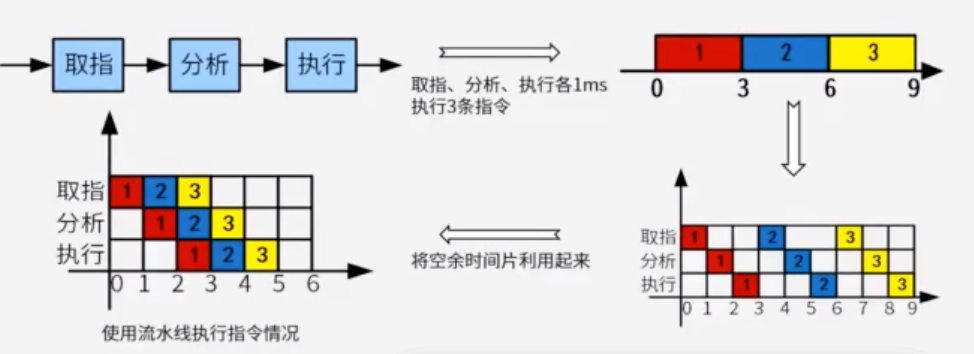 取指
分析
执行
取指、分析、执行各1ms
执行3条指令
1 2 3
0 3 6 9
取指 1 2 3
分析 1 2 3
执行 1 2 3
0 1 2 3 4 5 6
使用流水线执行指令情况
将空余时间片利用起来
取指 1 2 3
分析 1 2 3
执行 1 2 3
0 1 2 3 4 5 6 7 8 9